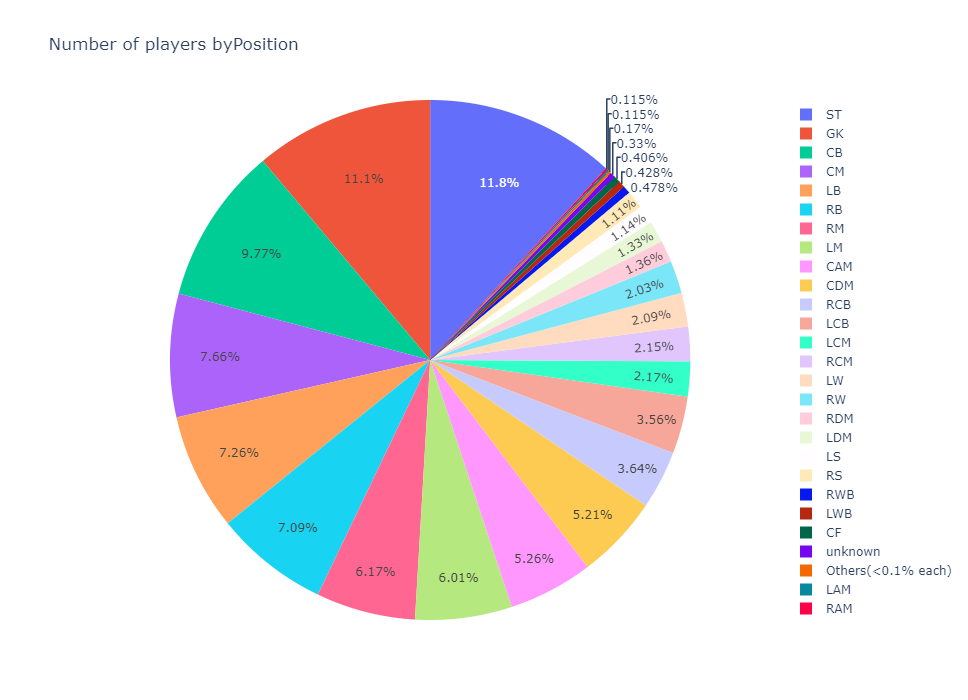 Number of players byPosition
0.115%
0.115%
0.17%
0.33%
0.406%
0.428%
0.478%
11.8%
11.1%
9.77%
7.66%
7.26%
7.09%
6.17%
6.01%
5.26%
5.21%
3.64%
3.56%
2.17%
2.15%
2.09%
2.03%
1.36%
1.33%
1.14%
1.11%
ST
GK
CB
CM
LB
RB
RM
LM
CAM
CDM
RCB
LCB
LCM
RCM
LW
RW
RDM
LDM
LS
RS
RWB
LWB
CF
unknown
Others(<0.1% each)
LAM
RAM